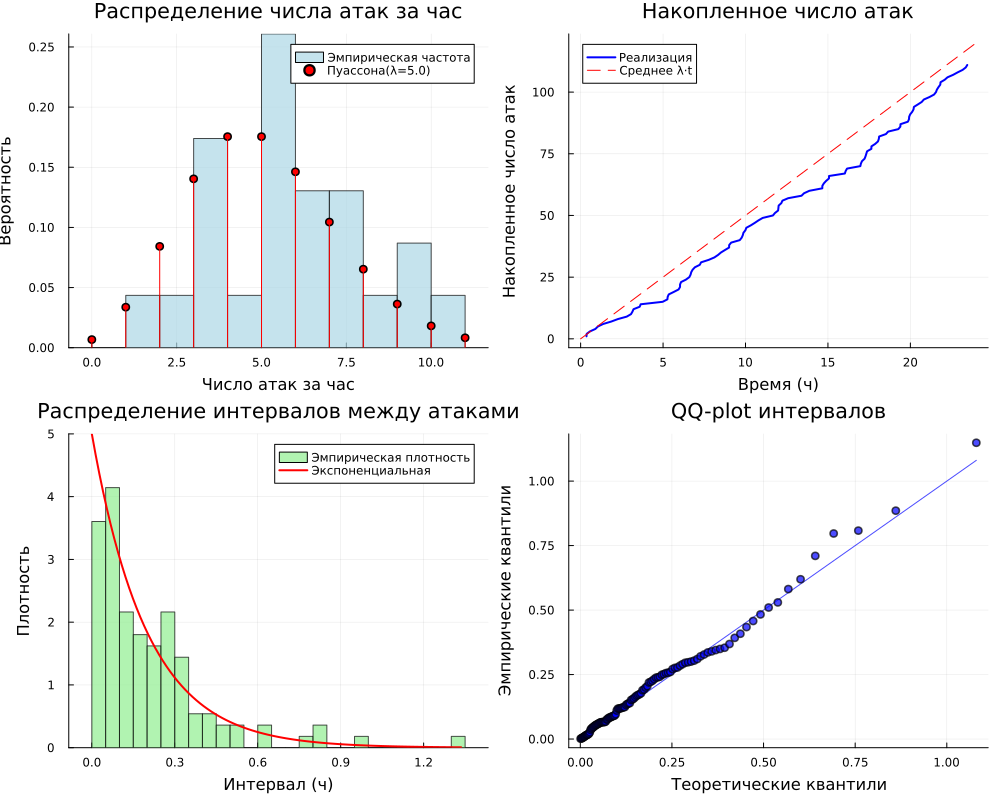 Распределение числа атак за час
Вероятность
0.25
0.20
0.15
0.10
0.05
0.00
Эмпирическая частота
Пуассона(λ=5.0)
0.0 2.5 5.0 7.5 10.0
Число атак за час
Накопленное число атак
Накопленное число атак
100
75
50
25
0
Реализация
Среднее λ·t
0 5 10 15 20
Время (ч)
Распределение интервалов между атаками
Плотность
5
4
3
2
1
0
Эмпирическая плотность
Экспоненциальная
0.0 0.3 0.6 0.9 1.2
Интервал (ч)
QQ-plot интервалов
Эмпирические квантили
1.00
0.75
0.50
0.25
0.00
0.00 0.25 0.50 0.75 1.00
Теоретические квантили